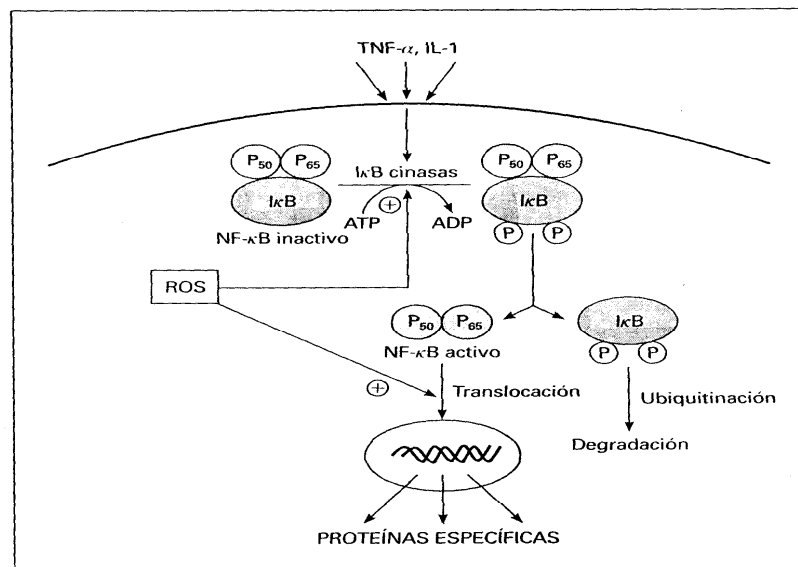 TNF-α, IL-1
P50 P65
IκB cinasas
P50 P65
IκB
ATP
+
ADP
IκB
P P
NF-κB inactivo
ROS
P50 P65
IκB
P P
NF-κB activo
+
Translocación
Ubiquitinación
Degradación
PROTEÍNAS ESPECÍFICAS